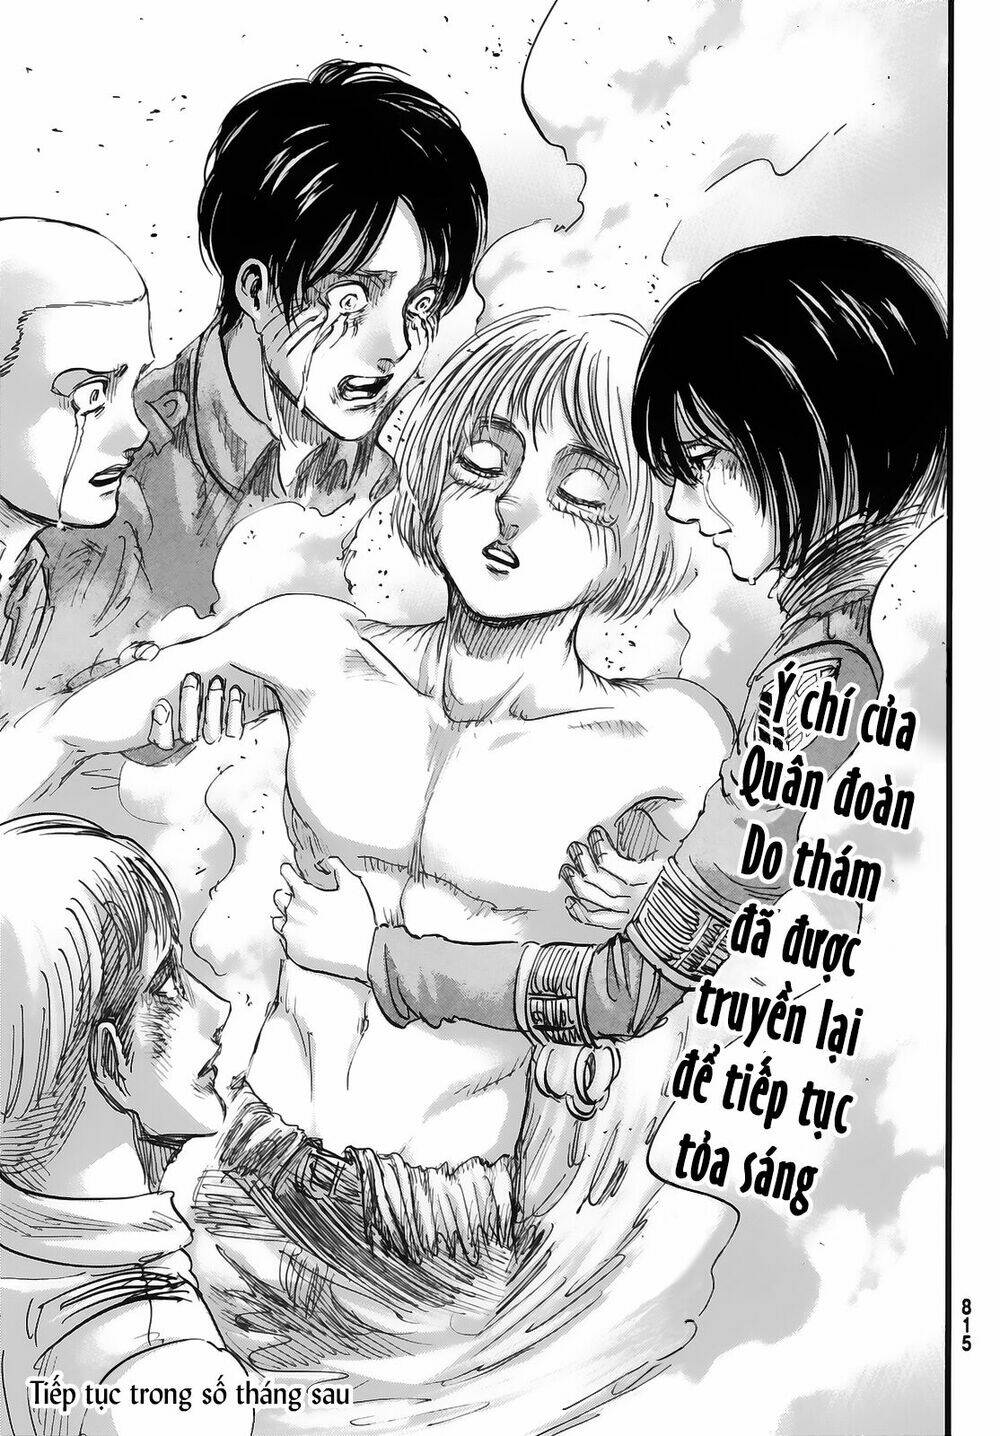 Ý chí của
Quân đoàn
Do thám
đã được
truyền lại
để tiếp tục
tỏa sáng
815
Tiếp tục trong số tháng sau